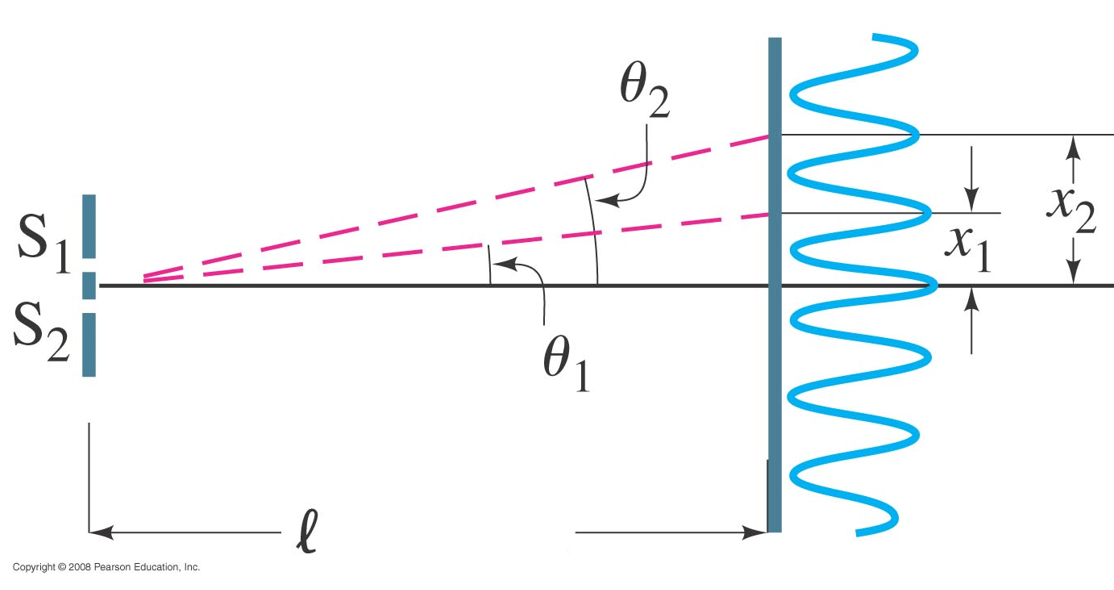 θ₂
S₁
x₂
x₁
S₂
θ₁
ℓ
Copyright © 2008 Pearson Education, Inc.